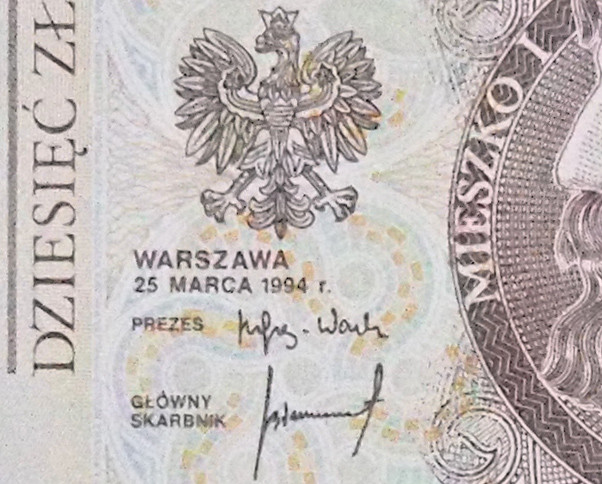 DZIESIĘĆ ZŁ
WARSZAWA
25 MARCA 1994 r.
PREZES
GŁÓWNY
SKARBNIK
MIESZKO I